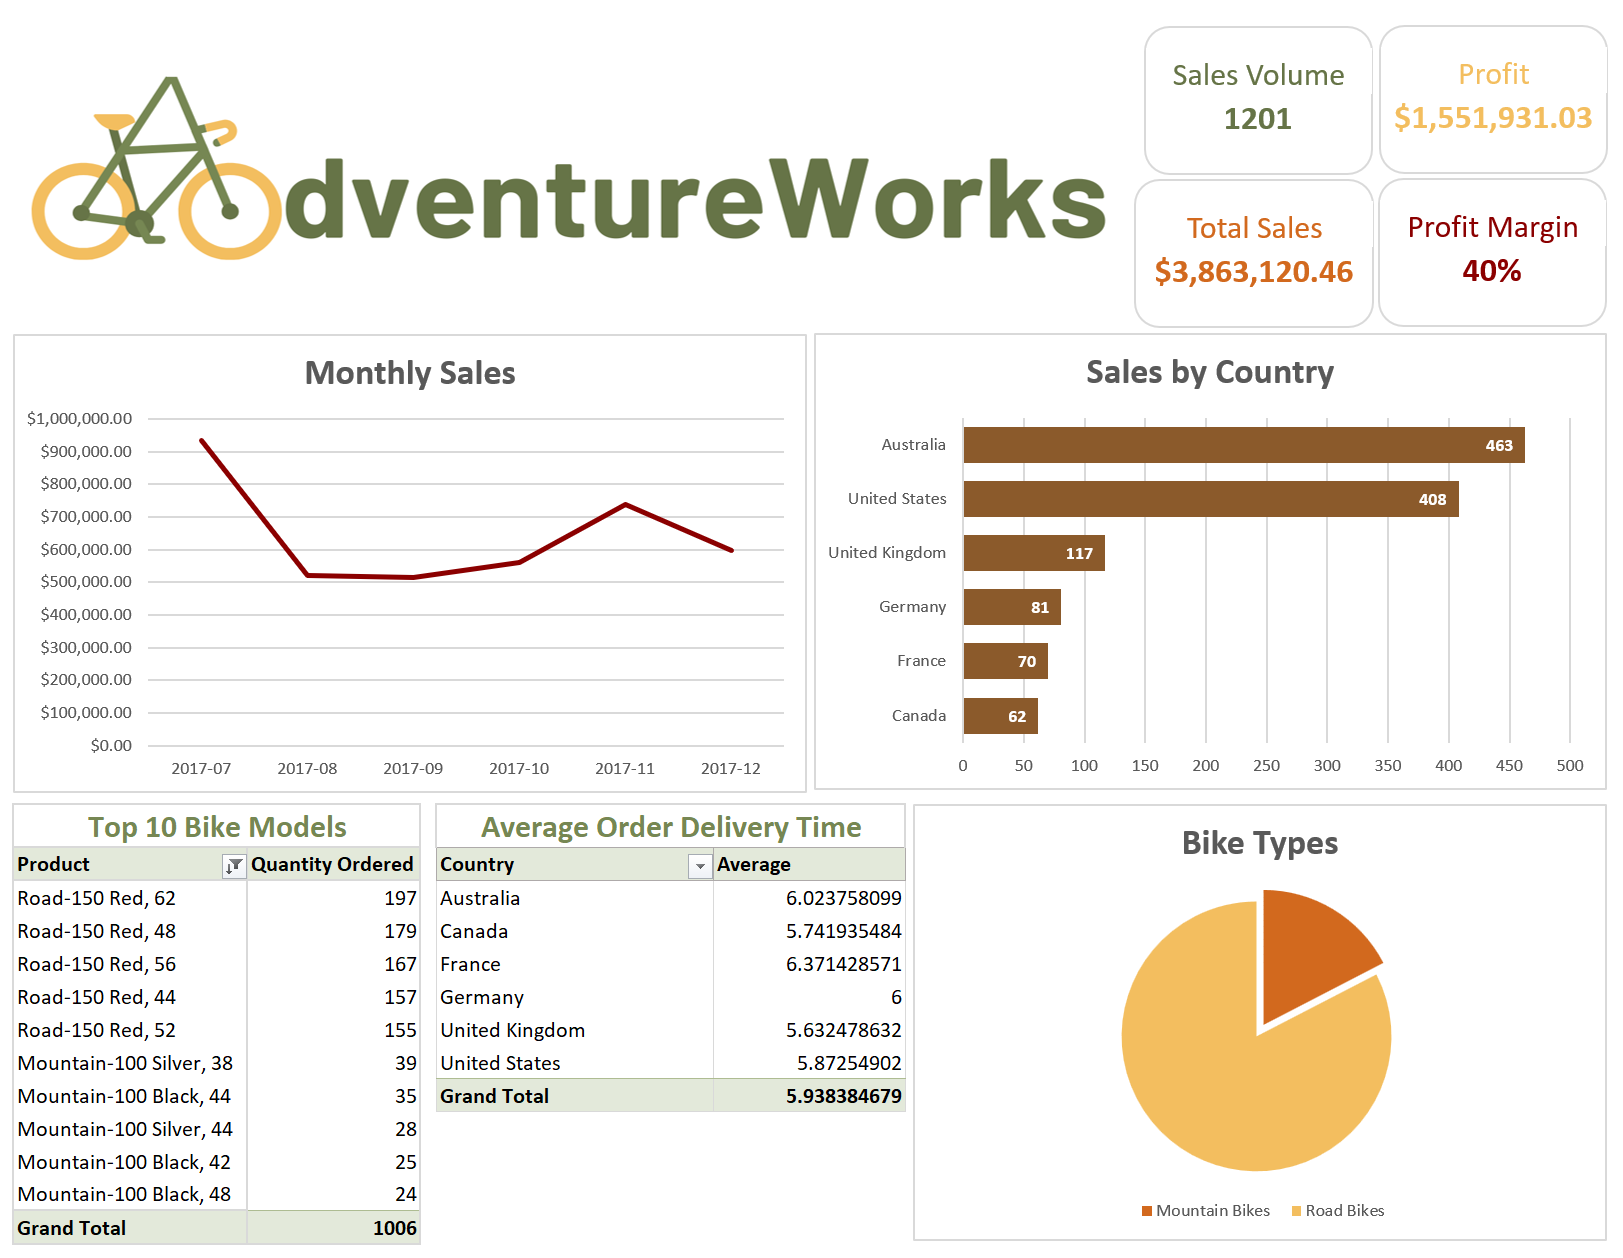 AdventureWorks
Sales Volume
1201
Profit
$1,551,931.03
Total Sales
$3,863,120.46
Profit Margin
40%
Monthly Sales
$1,000,000.00
$900,000.00
$800,000.00
$700,000.00
$600,000.00
$500,000.00
$400,000.00
$300,000.00
$200,000.00
$100,000.00
$0.00
2017-07 2017-08 2017-09 2017-10 2017-11 2017-12
Sales by Country
Australia 463
United States 408
United Kingdom 117
Germany 81
France 70
Canada 62
0 50 100 150 200 250 300 350 400 450 500
Top 10 Bike Models
Product Quantity Ordered
Road-150 Red, 62 197
Road-150 Red, 48 179
Road-150 Red, 56 167
Road-150 Red, 44 157
Road-150 Red, 52 155
Mountain-100 Silver, 38 39
Mountain-100 Black, 44 35
Mountain-100 Silver, 44 28
Mountain-100 Black, 42 25
Mountain-100 Black, 48 24
Grand Total 1006
Average Order Delivery Time
Country Average
Australia 6.023758099
Canada 5.741935484
France 6.371428571
Germany 6
United Kingdom 5.632478632
United States 5.87254902
Grand Total 5.938384679
Bike Types
Mountain Bikes Road Bikes